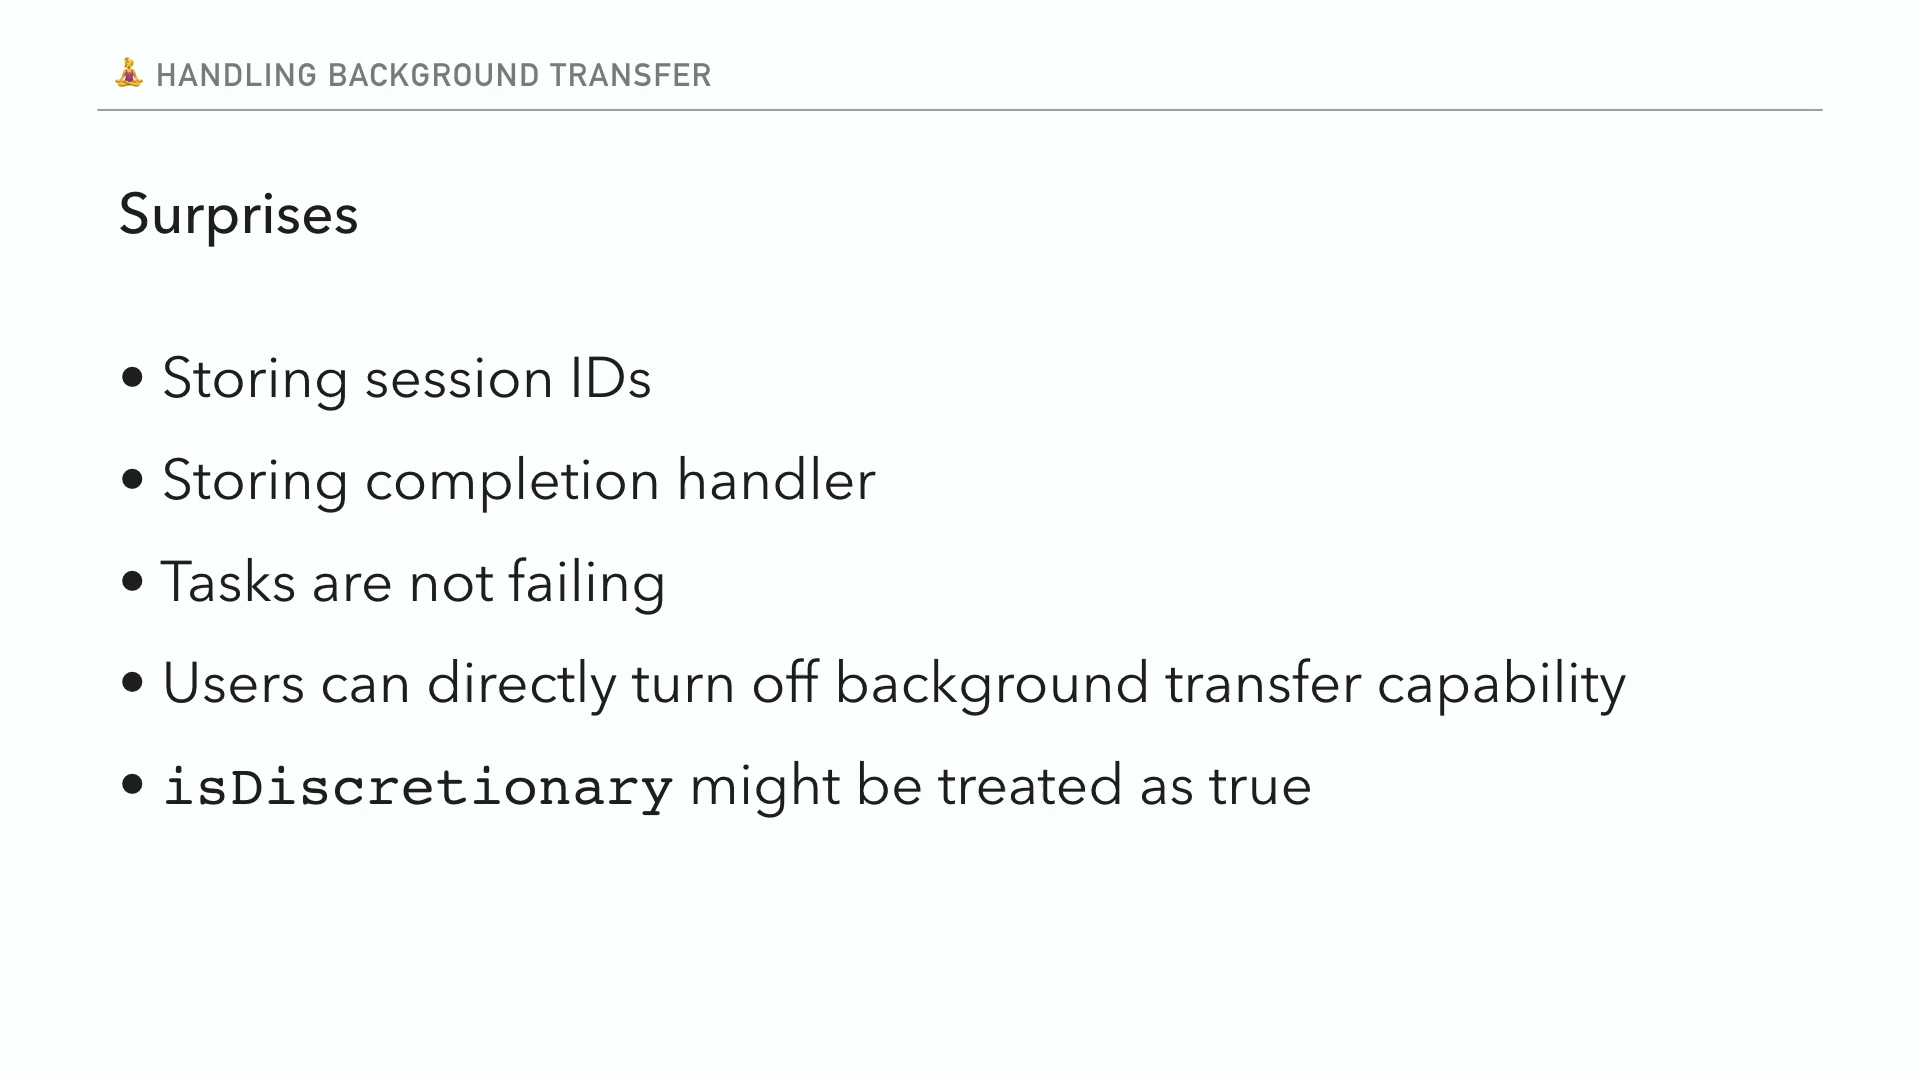 🧘 HANDLING BACKGROUND TRANSFER
Surprises
• Storing session IDs
• Storing completion handler
• Tasks are not failing
• Users can directly turn off background transfer capability
• isDiscretionary might be treated as true